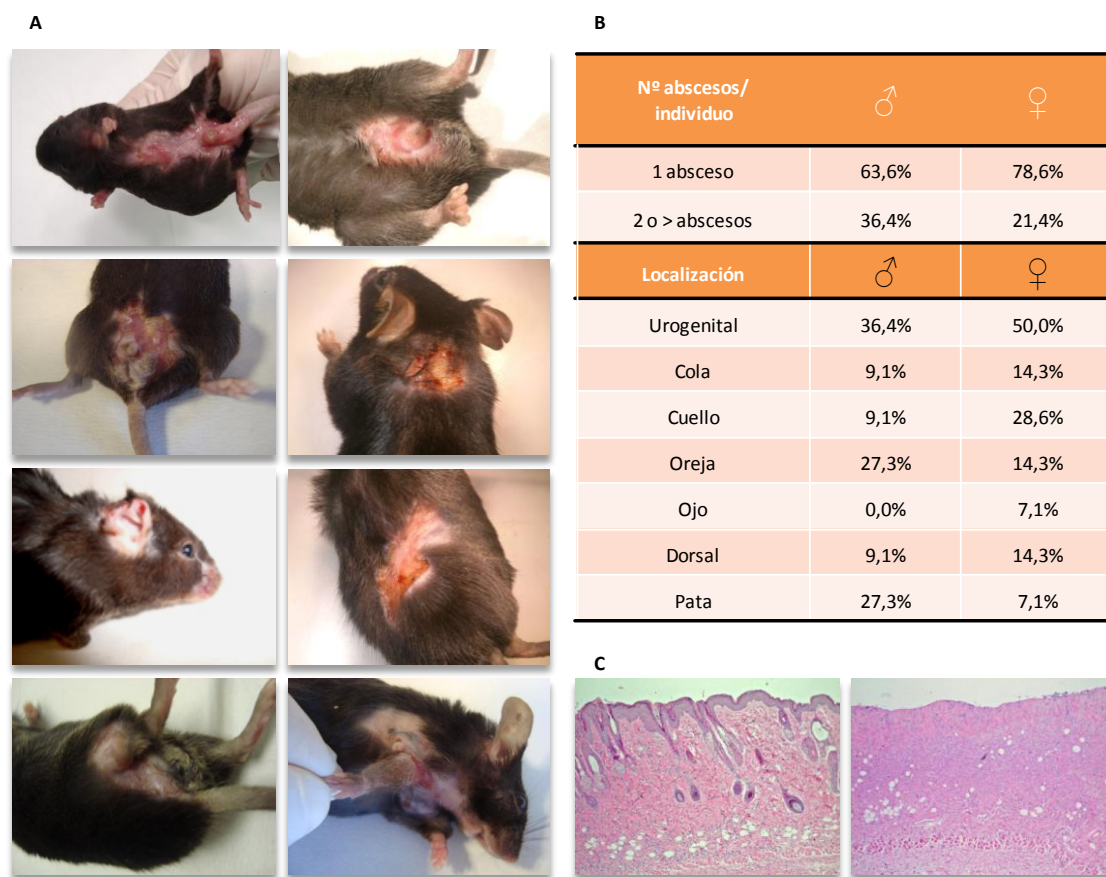 A
B
Nº abscesos/
individuo ♂ ♀
1 absceso 63,6% 78,6%
2 o > abscesos 36,4% 21,4%
Localización ♂ ♀
Urogenital 36,4% 50,0%
Cola 9,1% 14,3%
Cuello 9,1% 28,6%
Oreja 27,3% 14,3%
Ojo 0,0% 7,1%
Dorsal 9,1% 14,3%
Pata 27,3% 7,1%
C